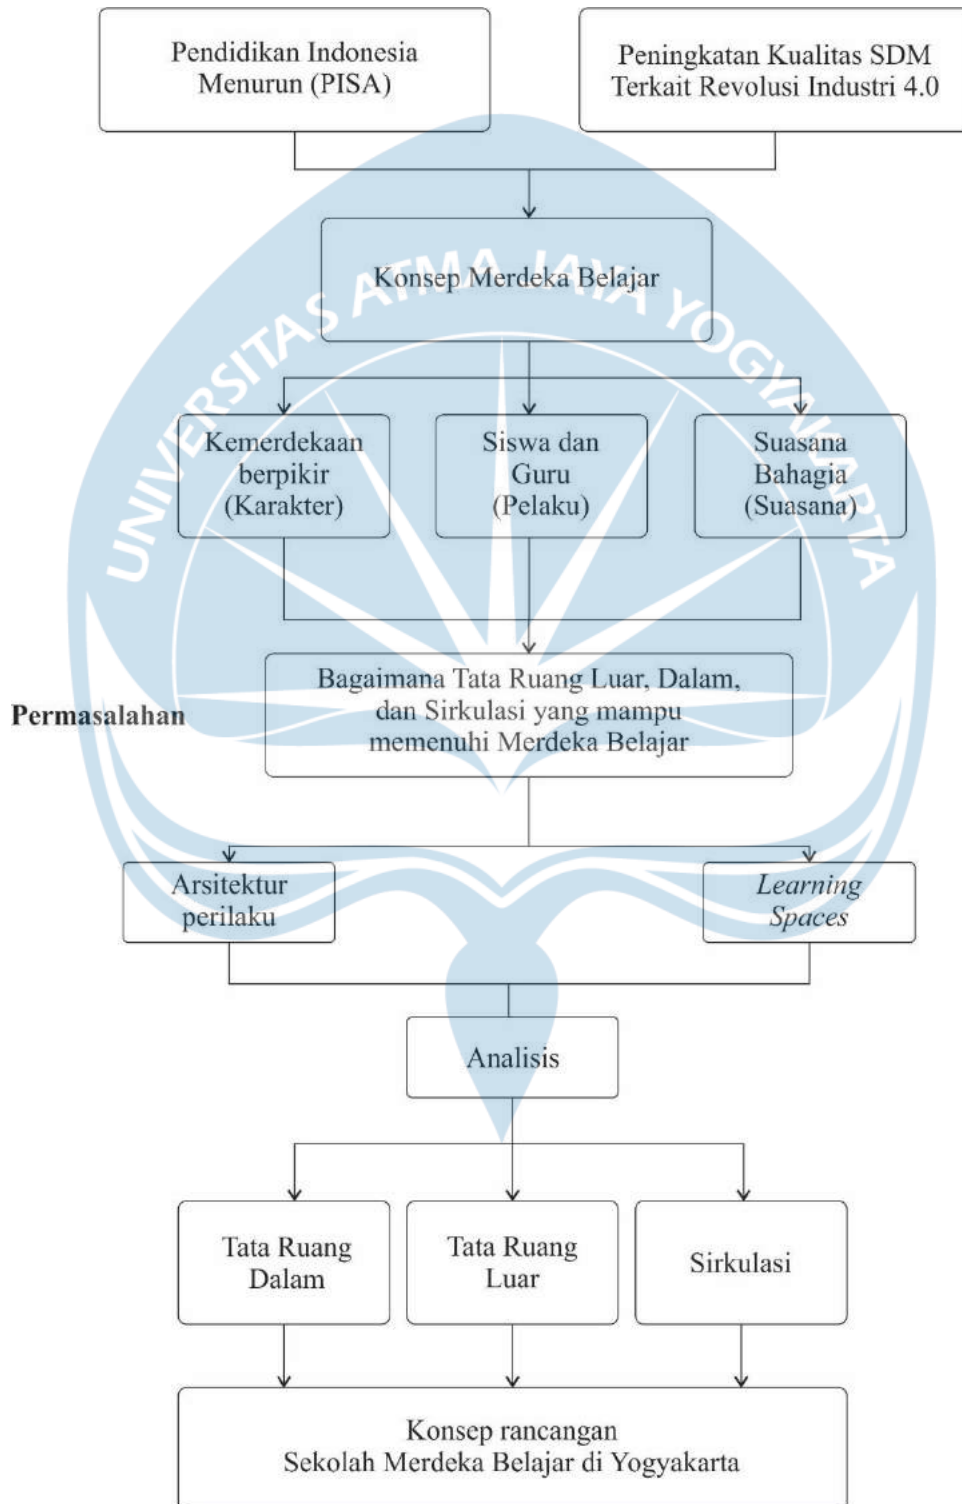 Pendidikan Indonesia
Menurun (PISA)
Peningkatan Kualitas SDM
Terkait Revolusi Industri 4.0
Konsep Merdeka Belajar
UNIVERSITAS ATMA JAYA YOGYAKARTA
Kemerdekaan
berpikir
(Karakter)
Siswa dan
Guru
(Pelaku)
Suasana
Bahagia
(Suasana)
Permasalahan
Bagaimana Tata Ruang Luar, Dalam,
dan Sirkulasi yang mampu
memenuhi Merdeka Belajar
Arsitektur
perilaku
Learning
Spaces
Analisis
Tata Ruang
Dalam
Tata Ruang
Luar
Sirkulasi
Konsep rancangan
Sekolah Merdeka Belajar di Yogyakarta